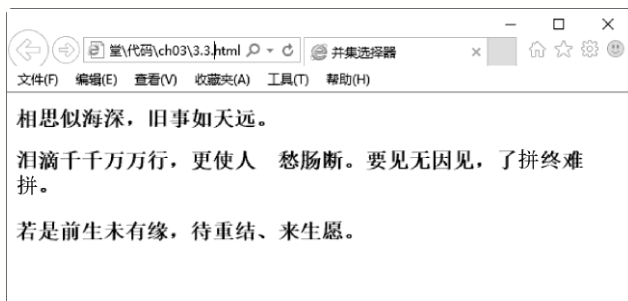 堂\代码\ch03\3.3.html
并集选择器
文件(F) 编辑(E) 查看(V) 收藏夹(A) 工具(T) 帮助(H)
相思似海深，旧事如天远。
泪滴千千万万行，更使人　愁肠断。要见无因见，了拼终难
拼。
若是前生未有缘，待重结、来生愿。